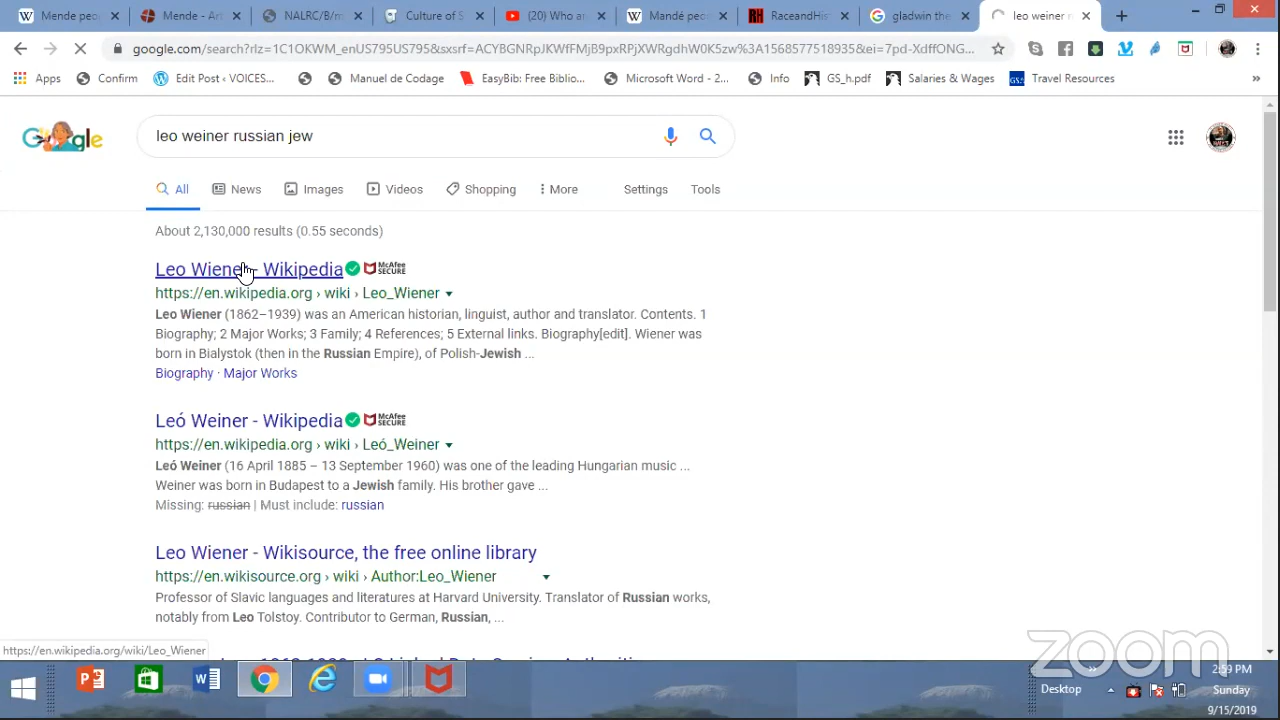 Wikipe
Mende - Art
NALRC/B/m
Culture of S
(20) Who ar
Mandé peo
RaceandHis
gladwin the
leo weiner r
google.com/search?rlz=1C1OKWM_enUS795US795&sxsrf=ACYBGNRpJKWfFMjB9pxRPjXWRgdhW0K5zw%3A1568577518935&ei=7pd-XdffONG...
Apps
Confirm
Edit Post ‹ VOICES...
Manuel de Codage
EasyBib: Free Biblio...
Microsoft Word - 2...
Info
GS_h.pdf
Salaries & Wages
Travel Resources
»
Google
leo weiner russian jew
All
News
Images
Videos
Shopping
More
Settings
Tools
About 2,130,000 results (0.55 seconds)
Leo Wiener - Wikipedia McAfee SECURE
https://en.wikipedia.org › wiki › Leo_Wiener
Leo Wiener (1862–1939) was an American historian, linguist, author and translator. Contents. 1
Biography; 2 Major Works; 3 Family; 4 References; 5 External links. Biography[edit]. Wiener was
born in Bialystok (then in the Russian Empire), of Polish-Jewish ...
Biography · Major Works
Leó Weiner - Wikipedia McAfee SECURE
https://en.wikipedia.org › wiki › Leó_Weiner
Leó Weiner (16 April 1885 – 13 September 1960) was one of the leading Hungarian music ...
Weiner was born in Budapest to a Jewish family. His brother gave ...
Missing: russian | Must include: russian
Leo Wiener - Wikisource, the free online library
https://en.wikisource.org › wiki › Author:Leo_Wiener
Professor of Slavic languages and literatures at Harvard University. Translator of Russian works,
notably from Leo Tolstoy. Contributor to German, Russian, ...
https://en.wikipedia.org/wiki/Leo_Wiener
zoom
Desktop
2:59 PM
Sunday
9/15/2019